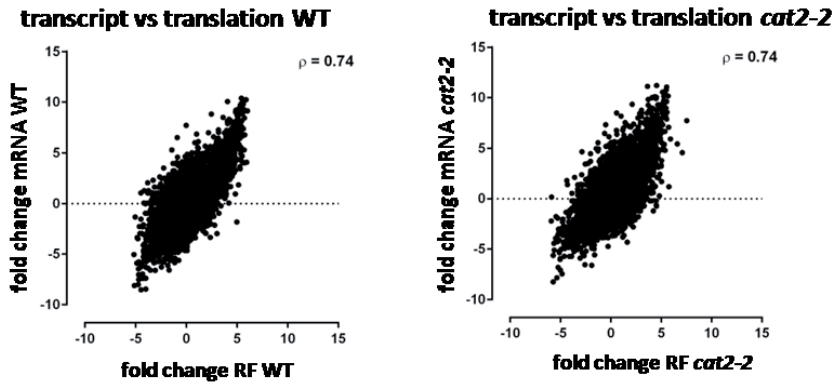 transcript vs translation WT
ρ = 0.74
fold change mRNA WT
15
10
5
0
-5
-10
-10 -5 0 5 10 15
fold change RF WT
transcript vs translation cat2-2
ρ = 0.74
fold change mRNA cat2-2
15
10
5
0
-5
-10
-10 -5 0 5 10 15
fold change RF cat2-2